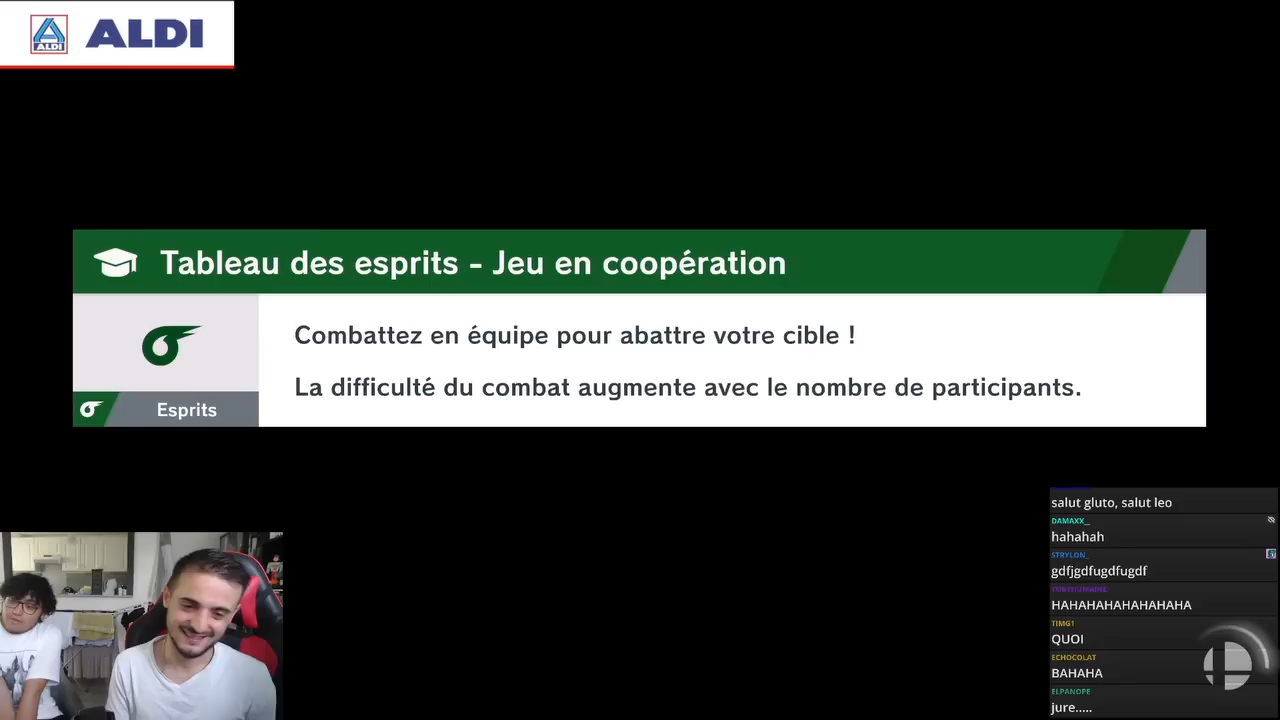 ALDI
ALDI
Tableau des esprits - Jeu en coopération
Combattez en équipe pour abattre votre cible !
La difficulté du combat augmente avec le nombre de participants.
Esprits
salut gluto, salut leo
DAMAXX_
hahahah
STRYLON_
gdfjgdfugdfugdf
HAHAHAHAHAHAHAHA
TIMG1
QUOI
ECHOCOLAT
BAHAHA
ELPANOPE
jure.....